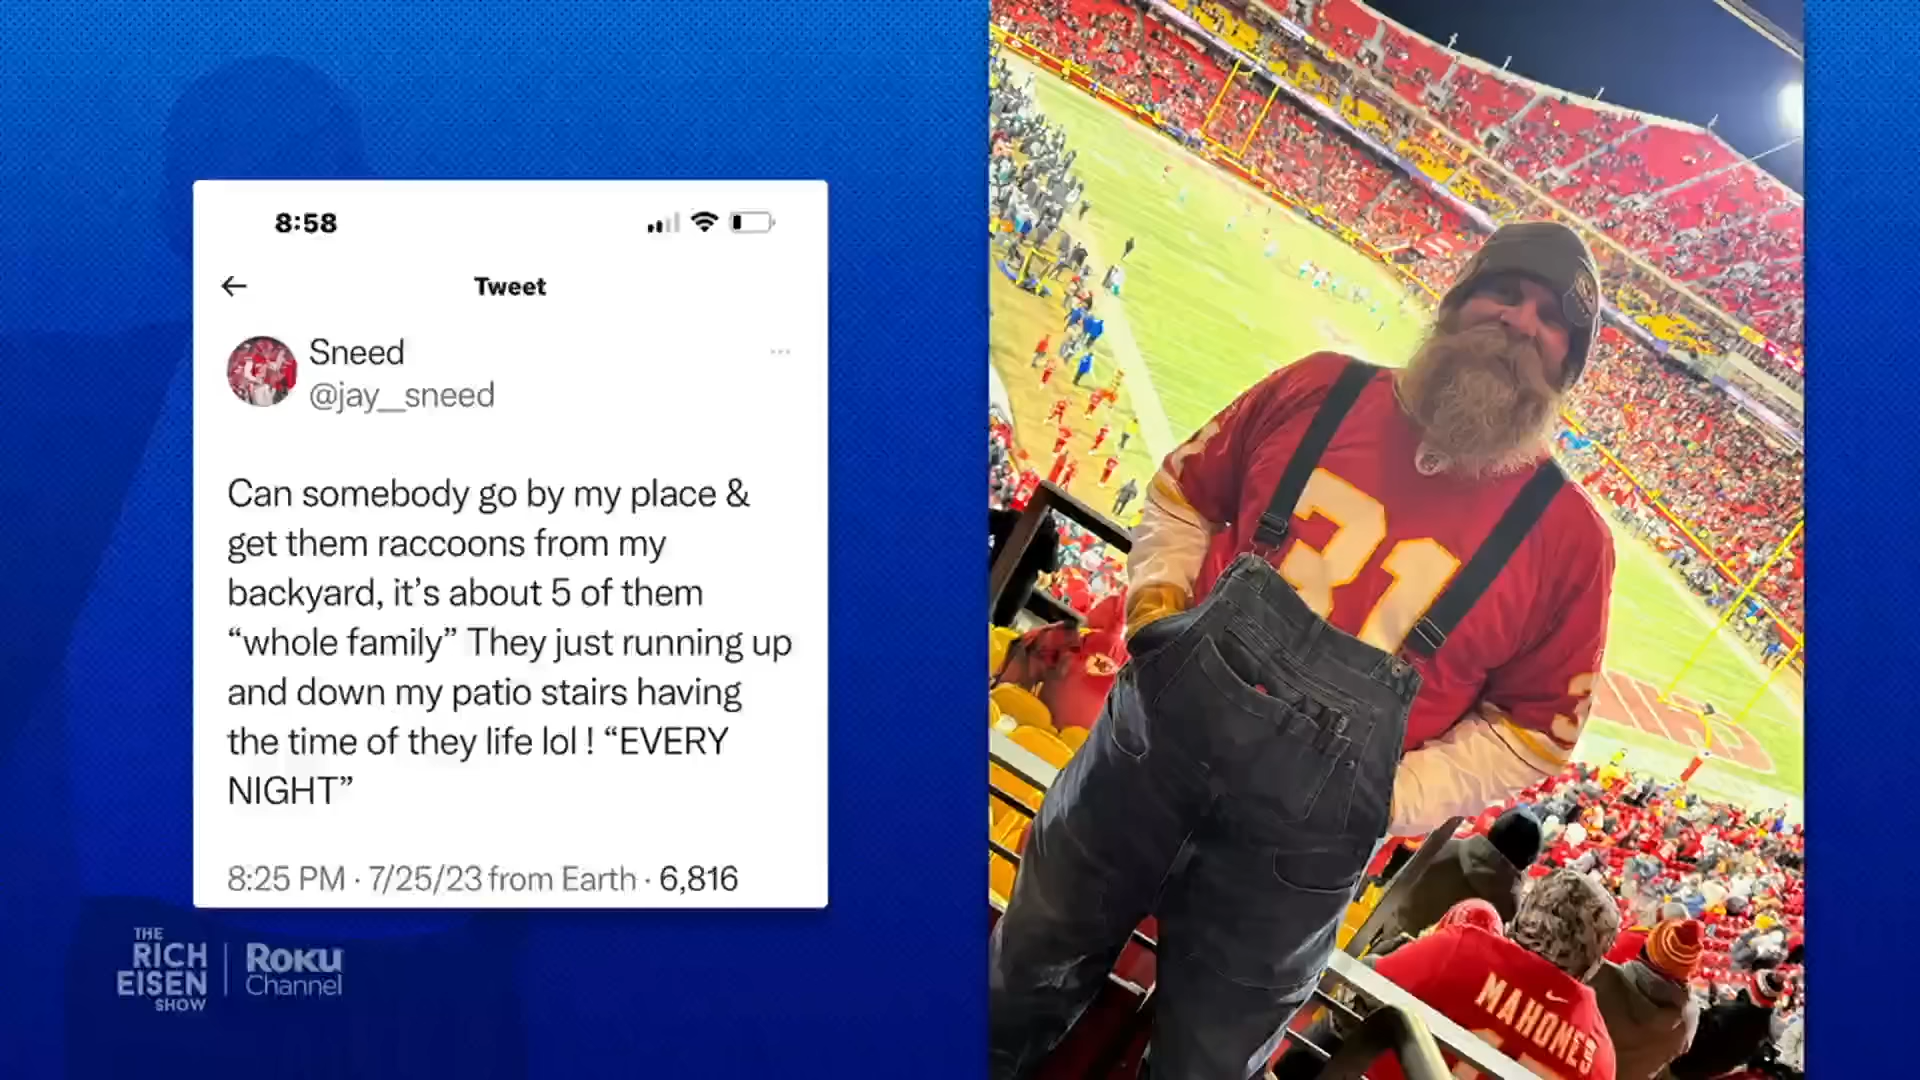 8:58
Tweet
Sneed
@jay__sneed
Can somebody go by my place &
get them raccoons from my
backyard, it’s about 5 of them
“whole family” They just running up
and down my patio stairs having
the time of they life lol ! “EVERY
NIGHT”
8:25 PM · 7/25/23 from Earth · 6,816
THE
RICH
EISEN
SHOW
Roku
Channel
31
MAHOMES